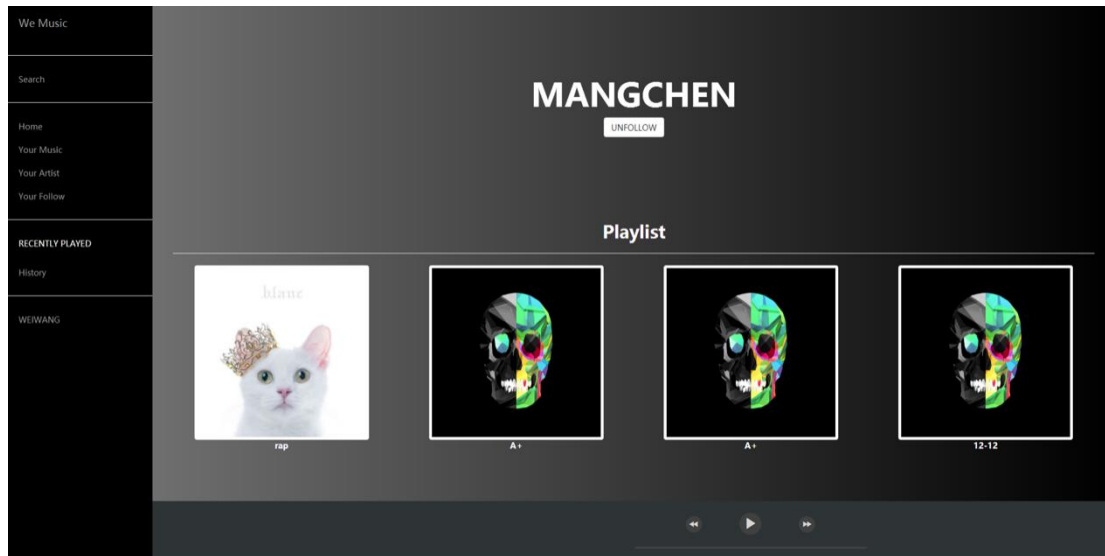 We Music
Search
Home
Your Music
Your Artist
Your Follow
RECENTLY PLAYED
History
WEIWANG
MANGCHEN
UNFOLLOW
Playlist
blanc
rap
A+
A+
12-12